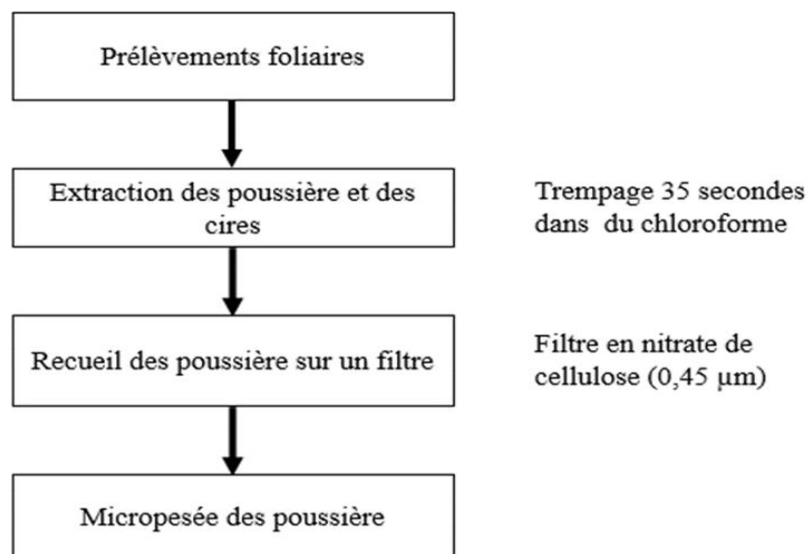 Prélèvements foliaires
Extraction des poussière et des
cires
Trempage 35 secondes
dans du chloroforme
Recueil des poussière sur un filtre
Filtre en nitrate de
cellulose (0,45 µm)
Micropesée des poussière